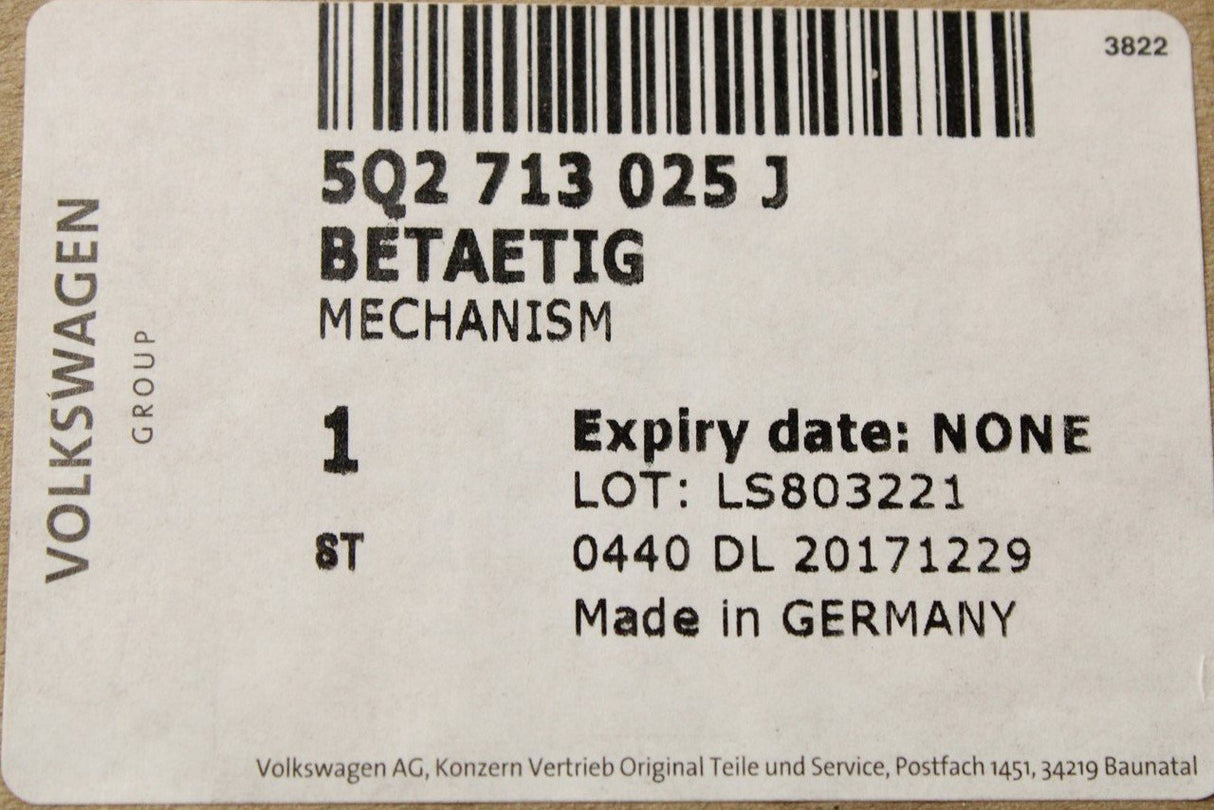 3822
5Q2 713 025 J
BETAETIG
MECHANISM
1
Expiry date: NONE
LOT: LS803221
ST
0440 DL 20171229
Made in GERMANY
VOLKSWAGEN
GROUP
Volkswagen AG, Konzern Vertrieb Original Teile und Service, Postfach 1451, 34219 Baunatal